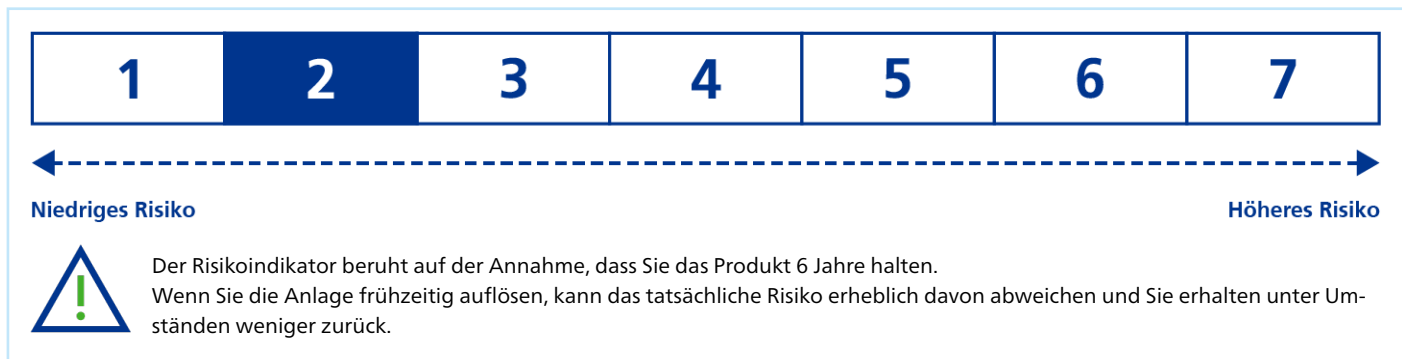 1 2 3 4 5 6 7
Niedriges Risiko Höheres Risiko
Der Risikoindikator beruht auf der Annahme, dass Sie das Produkt 6 Jahre halten.
Wenn Sie die Anlage frühzeitig auflösen, kann das tatsächliche Risiko erheblich davon abweichen und Sie erhalten unter Um-
ständen weniger zurück.